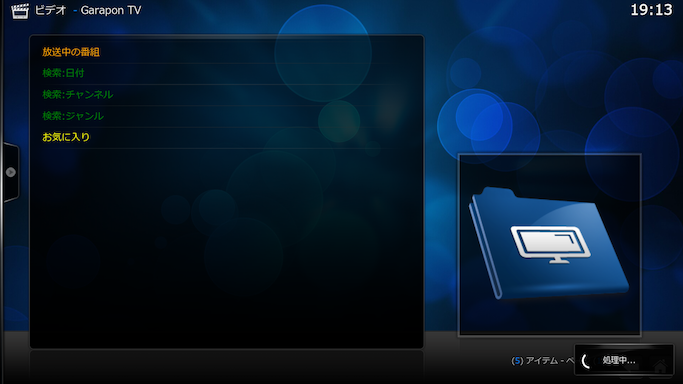 ビデオ - Garapon TV
19:13
放送中の番組
検索:日付
検索:チャンネル
検索:ジャンル
お気に入り
(5) アイテム - ペ
処理中...